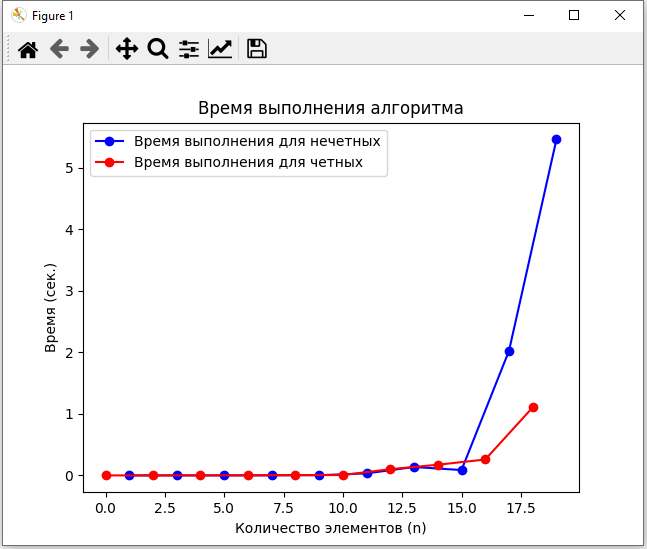 Figure 1
Время выполнения алгоритма
Время выполнения для нечетных
Время выполнения для четных
Время (сек.)
5
4
3
2
1
0
0.0 2.5 5.0 7.5 10.0 12.5 15.0 17.5
Количество элементов (n)